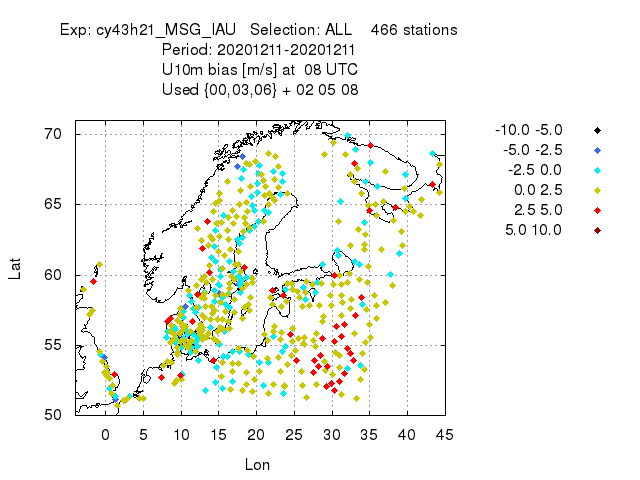 Exp: cy43h21_MSG_IAU   Selection: ALL    466 stations
Period: 20201211-20201211
U10m bias [m/s] at  08 UTC
Used {00,03,06} + 02 05 08
-10.0 -5.0
-5.0 -2.5
-2.5 0.0
0.0 2.5
2.5 5.0
5.0 10.0
70
65
60
55
50
Lat
0 5 10 15 20 25 30 35 40 45
Lon